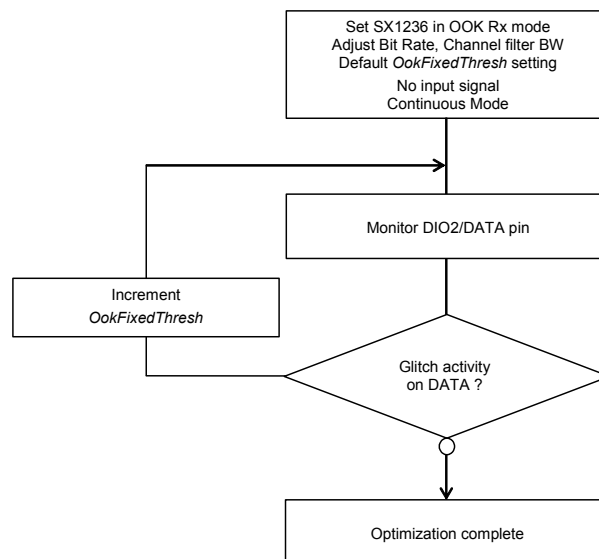 Set SX1236 in OOK Rx mode
Adjust Bit Rate, Channel filter BW
Default OokFixedThresh setting
No input signal
Continuous Mode
Monitor DIO2/DATA pin
Increment
OokFixedThresh
Glitch activity
on DATA ?
Optimization complete